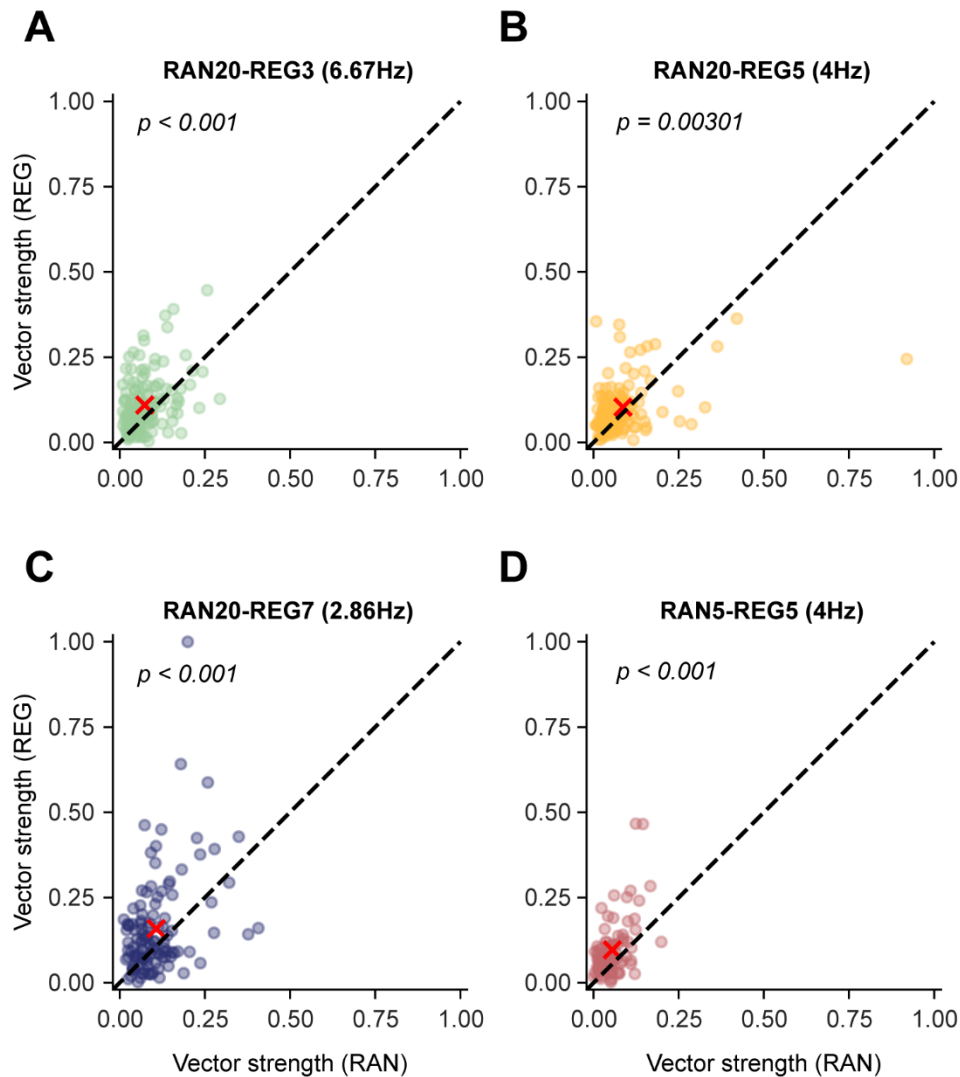 A
RAN20-REG3 (6.67Hz)
p < 0.001
Vector strength (REG)
1.00
0.75
0.50
0.25
0.00
0.00 0.25 0.50 0.75 1.00
B
RAN20-REG5 (4Hz)
p = 0.00301
1.00
0.75
0.50
0.25
0.00
0.00 0.25 0.50 0.75 1.00
C
RAN20-REG7 (2.86Hz)
p < 0.001
Vector strength (REG)
1.00
0.75
0.50
0.25
0.00
0.00 0.25 0.50 0.75 1.00
Vector strength (RAN)
D
RAN5-REG5 (4Hz)
p < 0.001
1.00
0.75
0.50
0.25
0.00
0.00 0.25 0.50 0.75 1.00
Vector strength (RAN)